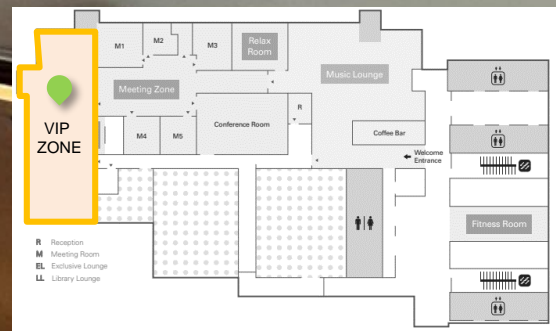 M1
M2
M3
Relax
Room
Music Lounge
Meeting Zone
VIP
ZONE
R
M4
M5
Conference Room
Coffee Bar
Welcome
Entrance
Fitness Room
R Reception
M Meeting Room
EL Exclusive Lounge
LL Library Lounge